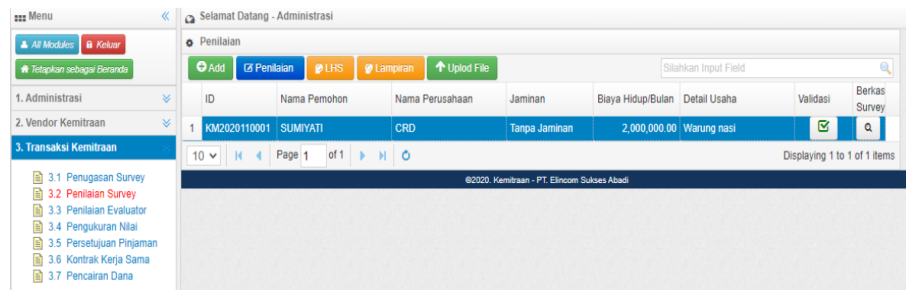 Menu
Selamat Datang - Administrasi
All Modules Keluar
Tetapkan sebagai Beranda
1. Administrasi
2. Vendor Kemitraan
3. Transaksi Kemitraan
3.1 Penugasan Survey
3.2 Penilaian Survey
3.3 Penilaian Evaluator
3.4 Pengukuran Nilai
3.5 Persetujuan Pinjaman
3.6 Kontrak Kerja Sama
3.7 Pencairan Dana
Penilaian
Add Penilaian LHS Lampiran Uplod File Silahkan Input Field
ID Nama Pemohon Nama Perusahaan Jaminan Biaya Hidup/Bulan Detail Usaha Validasi Berkas Survey
1 KM2020110001 SUMIYATI CRD Tanpa Jaminan 2,000,000.00 Warung nasi
10 Page 1 of 1 Displaying 1 to 1 of 1 items
©2020. Kemitraan - PT. Elincom Sukses Abadi